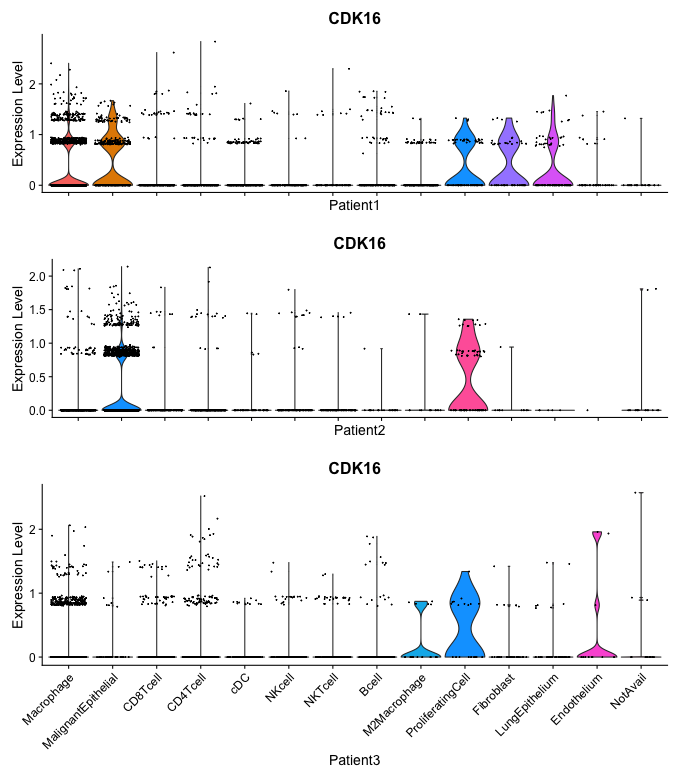 CDK16
Expression Level
2
1
0
Patient1
CDK16
Expression Level
2.0
1.5
1.0
0.5
0.0
Patient2
CDK16
Expression Level
2
1
0
Macrophage
MalignantEpithelial
CD8Tcell
CD4Tcell
cDC
NKcell
NKTcell
Bcell
M2Macrophage
ProliferatingCell
Fibroblast
LungEpithelium
Endothelium
NotAvail
Patient3